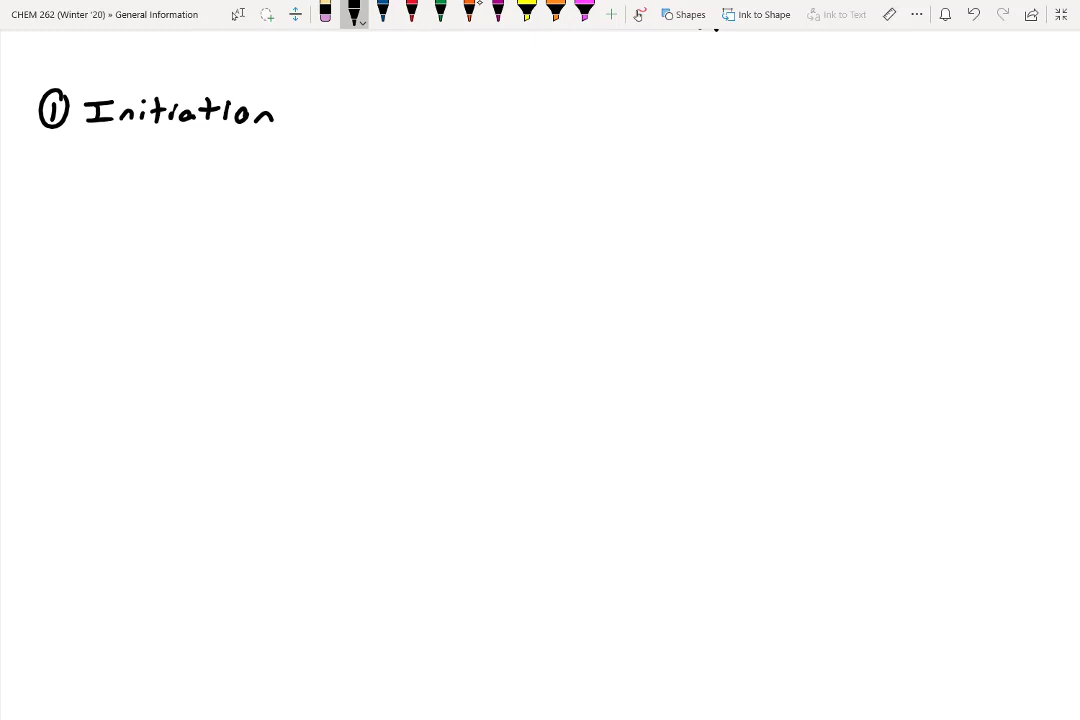 CHEM 262 (Winter '20) » General Information
Shapes
Ink to Shape
Ink to Text
① Initiation